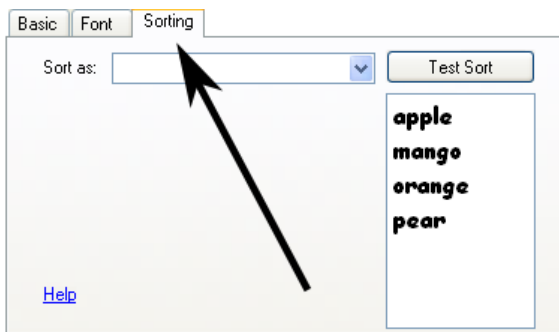 Basic Font Sorting
Sort as: Test Sort
apple
mango
orange
pear
Help